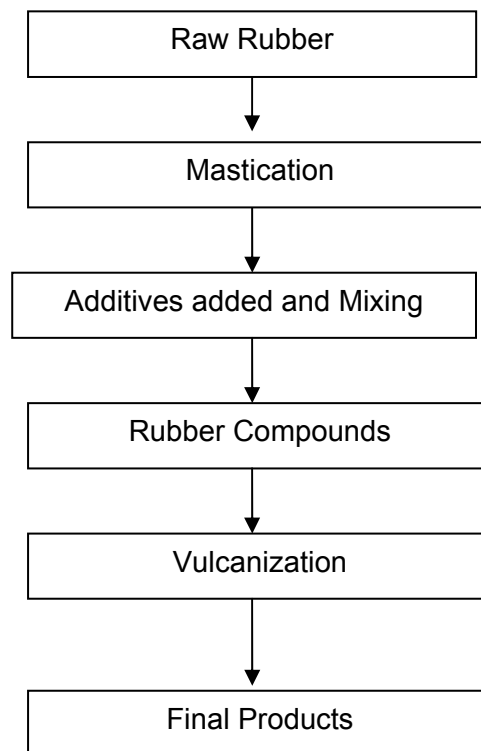 Raw Rubber
Mastication
Additives added and Mixing
Rubber Compounds
Vulcanization
Final Products